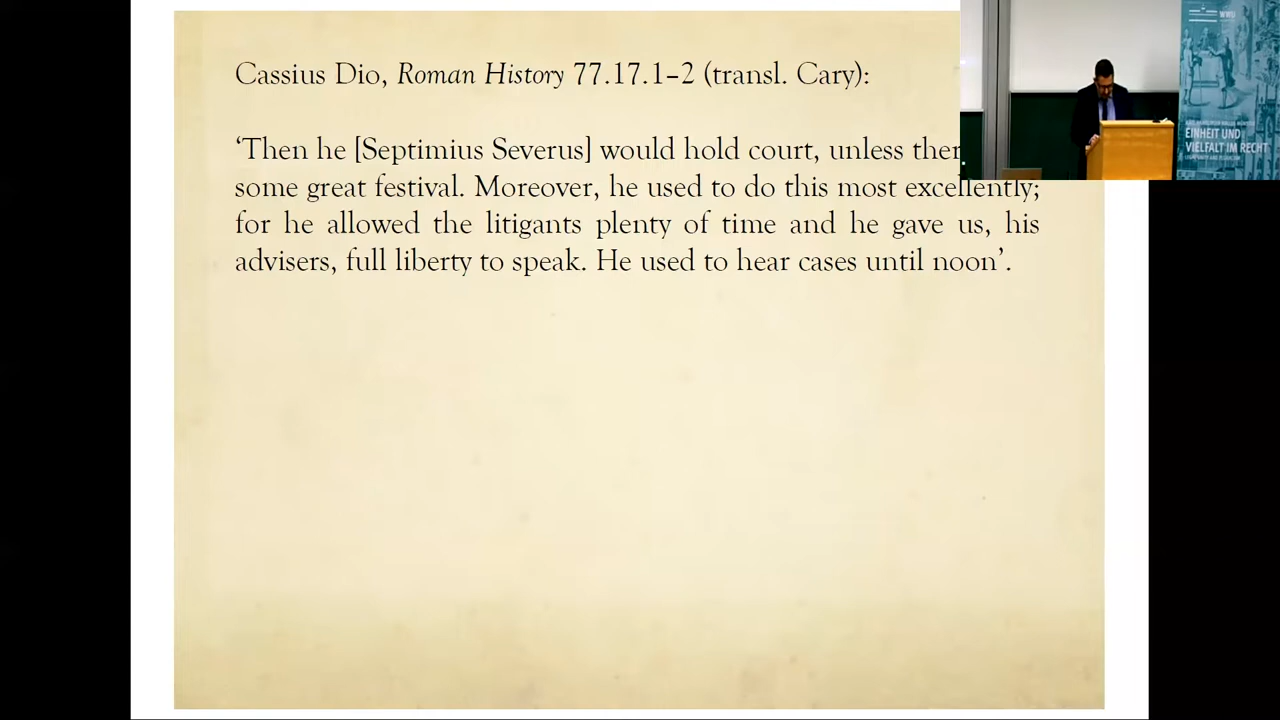 Cassius Dio, Roman History 77.17.1–2 (transl. Cary):
‘Then he [Septimius Severus] would hold court, unless
some great festival. Moreover, he used to do this most excellently;
for he allowed the litigants plenty of time and he gave us, his
advisers, full liberty to speak. He used to hear cases until noon’.
WWU
EINHEIT UND
VIELFALT IM RECHT